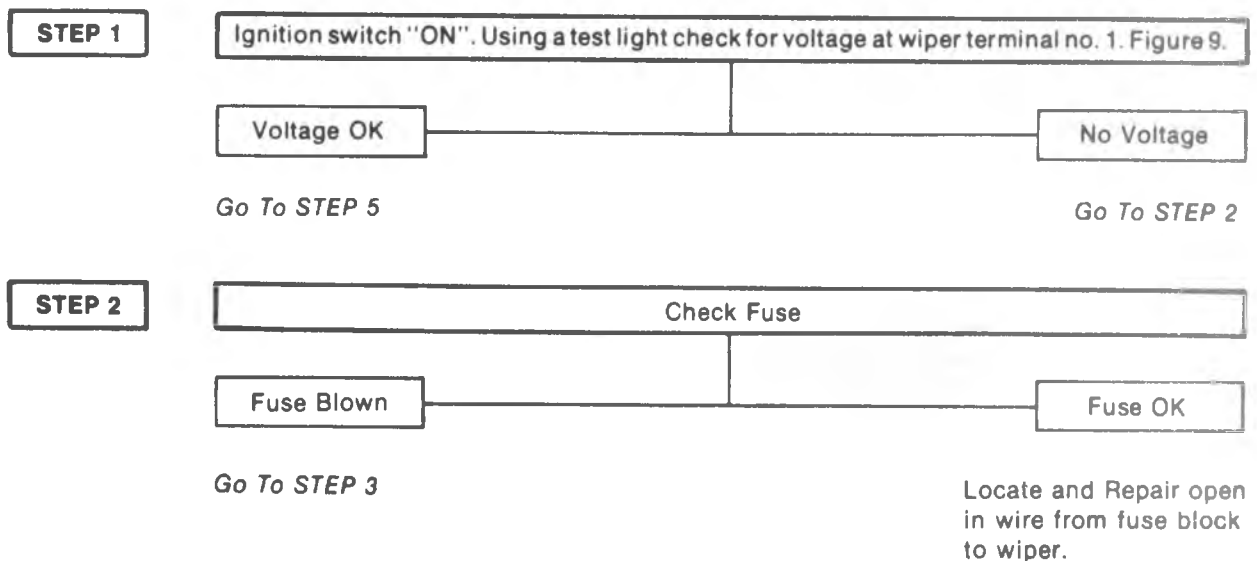 STEP 1
Ignition switch "ON". Using a test light check for voltage at wiper terminal no. 1. Figure 9.
Voltage OK
No Voltage
Go To STEP 5
Go To STEP 2
STEP 2
Check Fuse
Fuse Blown
Fuse OK
Go To STEP 3
Locate and Repair open
in wire from fuse block
to wiper.